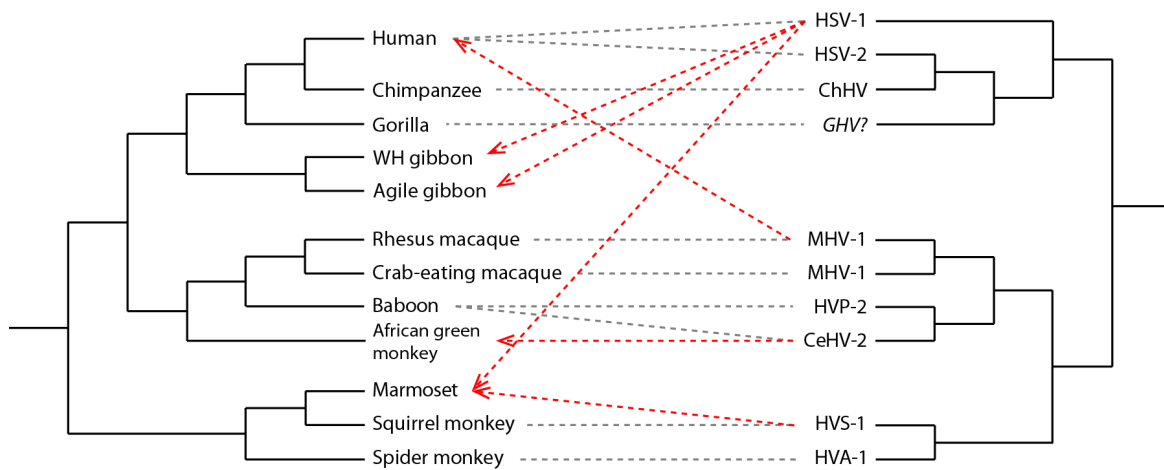 Human
Chimpanzee
Gorilla
WH gibbon
Agile gibbon
Rhesus macaque
Crab-eating macaque
Baboon
African green
monkey
Marmoset
Squirrel monkey
Spider monkey
HSV-1
HSV-2
ChHV
GHV?
MHV-1
MHV-1
HVP-2
CeHV-2
HVS-1
HVA-1